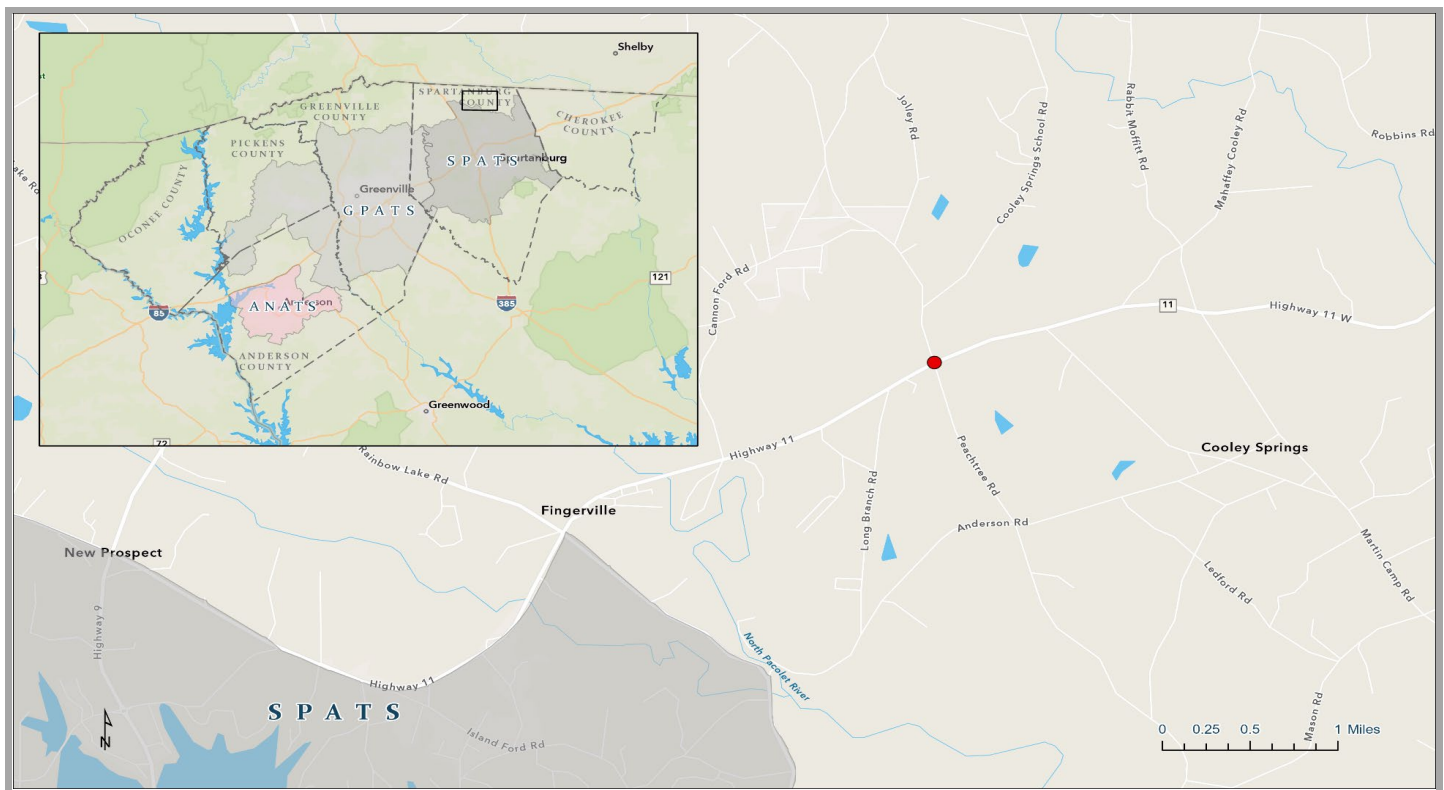 Shelby
SPARTANBURG
COUNTY
GREENVILLE
COUNTY
CHEROKEE
COUNTY
PICKENS
COUNTY
SPATS
Spartanburg
Greenville
GPATS
OCONEE COUNTY
121
85
385
ANATS
Anderson
ANDERSON
COUNTY
Greenwood
72
Jolley Rd
Cooley Springs School Rd
Rabbit Moffitt Rd
Mahaffey Cooley Rd
Robbins Rd
Cannon Ford Rd
11
Highway 11 W
Highway 11
Rainbow Lake Rd
Fingerville
Long Branch Rd
Peachtree Rd
Cooley Springs
Anderson Rd
Martin Camp Rd
Ledford Rd
New Prospect
Highway 9
North Pacolet River
Highway 11
SPATS
Island Ford Rd
Mason Rd
N
0 0.25 0.5 1 Miles